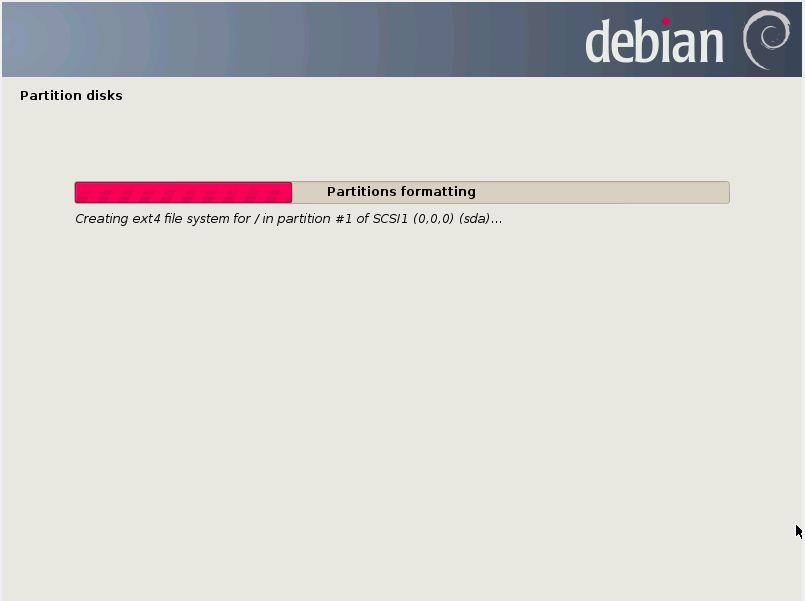 debian
Partition disks
Partitions formatting
Creating ext4 file system for / in partition #1 of SCSI1 (0,0,0) (sda)...